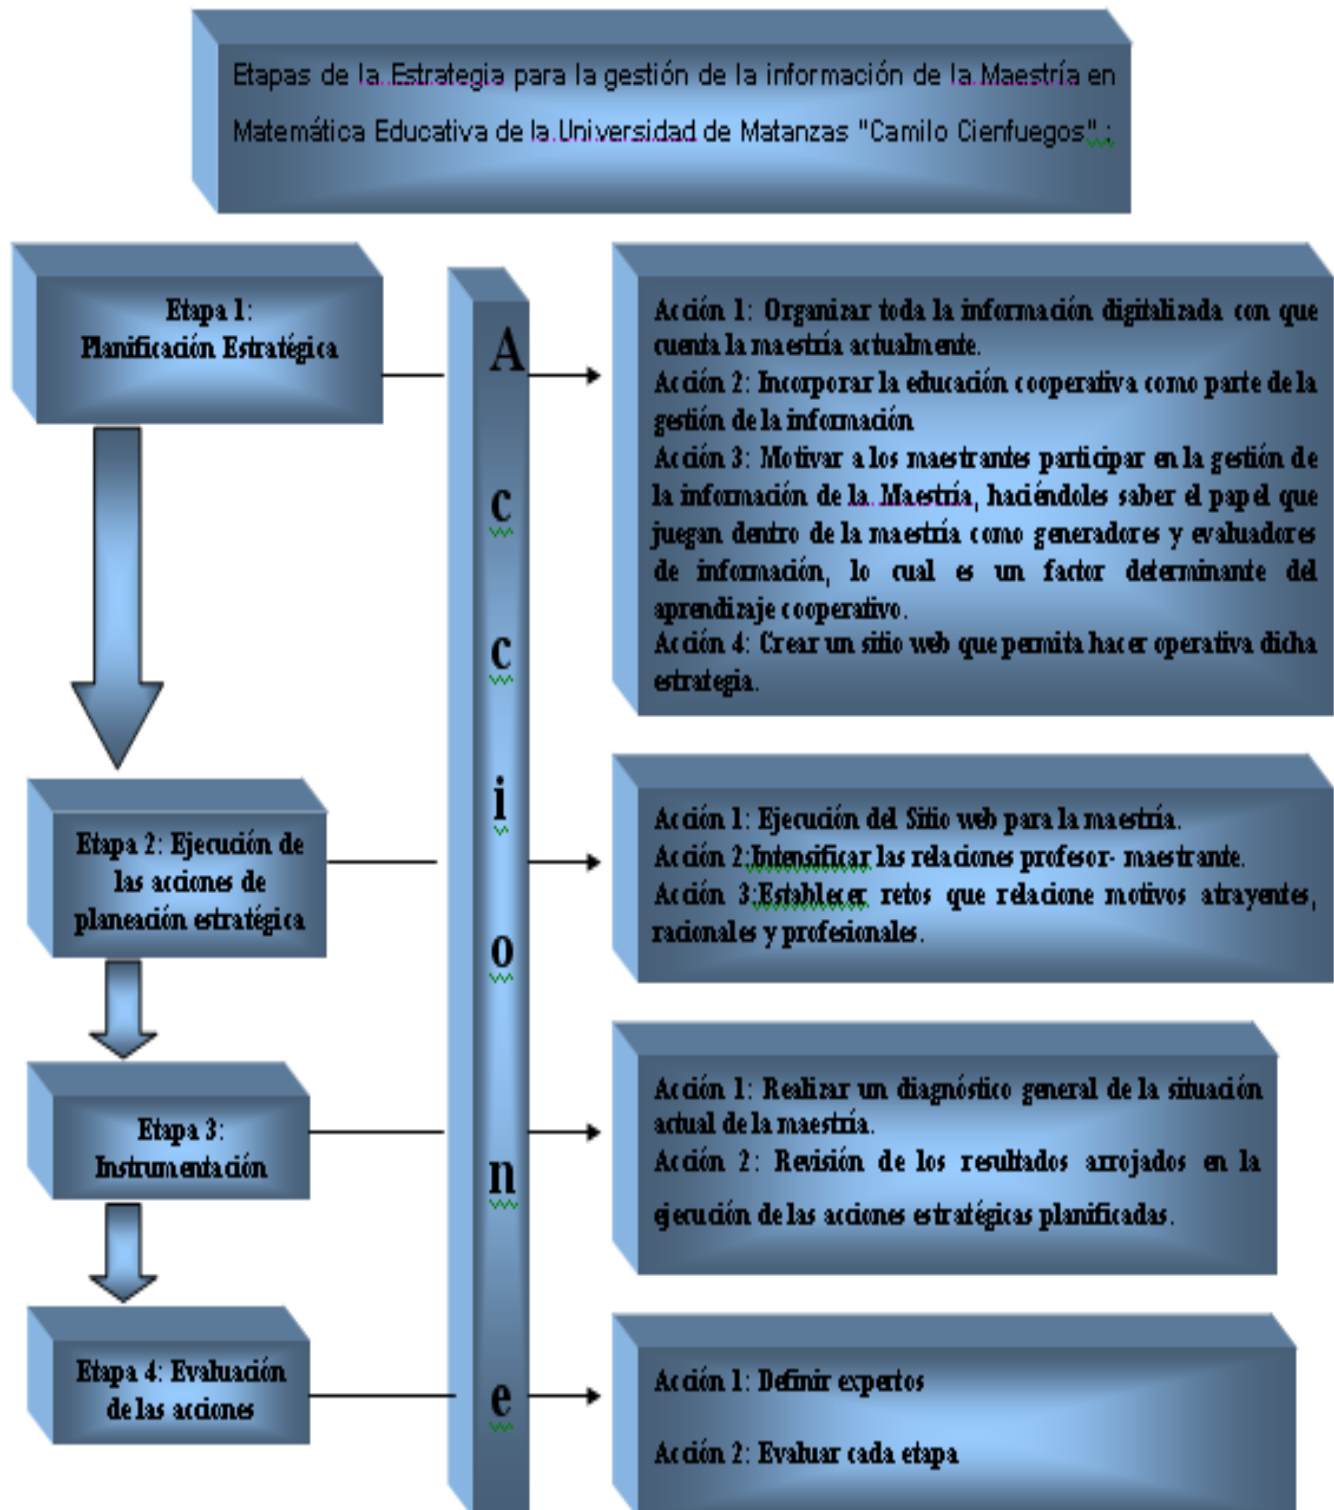 Etapas de la Estrategia para la gestión de la información de la Maestría en
Matemática Educativa de la Universidad de Matanzas "Camilo Cienfuegos" :
Etapa 1:
Planificación Estratégica
Acción 1: Organizar toda la información digitalizada con que
cuenta la maestría actualmente.
Acción 2: Incorporar la educación cooperativa como parte de la
gestión de la información
Acción 3: Motivar a los maestrantes participar en la gestión de
la información de la Maestría, haciéndoles saber el papel que
juegan dentro de la maestría como generadores y evaluadores
de información, lo cual es un factor determinante del
aprendizaje cooperativo.
Acción 4: Crear un sitio web que permita hacer operativa dicha
estrategia.
Etapa 2: Ejecución de
las acciones de
planeación estratégica
Acción 1: Ejecución del Sitio web para la maestría.
Acción 2:Intensificar las relaciones profesor- maestrante.
Acción 3:Establecer retos que relacione motivos atrayentes,
racionales y profesionales.
Etapa 3:
Instrumentación
Acción 1: Realizar un diagnóstico general de la situación
actual de la maestría.
Acción 2: Revisión de los resultados arrojados en la
ejecución de las acciones estratégicas planificadas.
Etapa 4: Evaluación
de las acciones
Acción 1: Definir expertos
Acción 2: Evaluar cada etapa
A
c
c
i
o
n
e